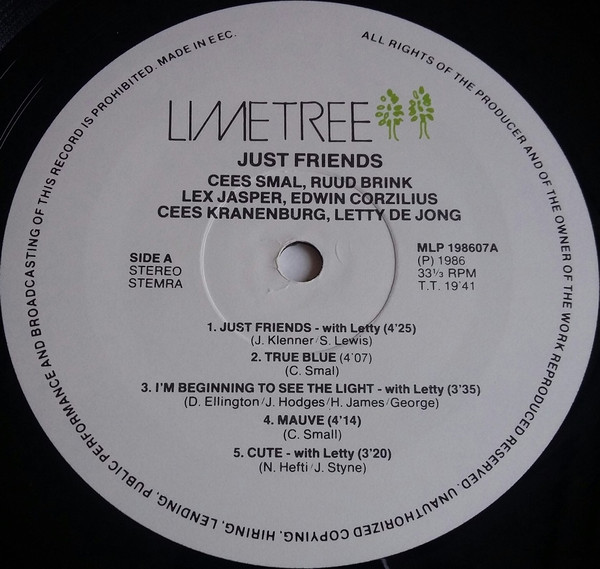 ALL RIGHTS OF THE PRODUCER AND OF THE OWNER OF THE WORK REPRODUCED RESERVED. UNAUTHORIZED COPYING, HIRING, LENDING, PUBLIC PERFORMANCE AND BROADCASTING OF THIS RECORD IS PROHIBITED. MADE IN EEC.
LIMETREE
JUST FRIENDS
CEES SMAL, RUUD BRINK
LEX JASPER, EDWIN CORZILIUS
CEES KRANENBURG, LETTY DE JONG
SIDE A
STEREO
STEMRA
MLP 198607A
(P) 1986
33⅓ RPM
T.T. 19'41
1. JUST FRIENDS - with Letty (4'25)
(J. Klenner/S. Lewis)
2. TRUE BLUE (4'07)
(C. Smal)
3. I'M BEGINNING TO SEE THE LIGHT - with Letty (3'35)
(D. Ellington/J. Hodges/H. James/George)
4. MAUVE (4'14)
(C. Small)
5. CUTE - with Letty (3'20)
(N. Hefti/J. Styne)